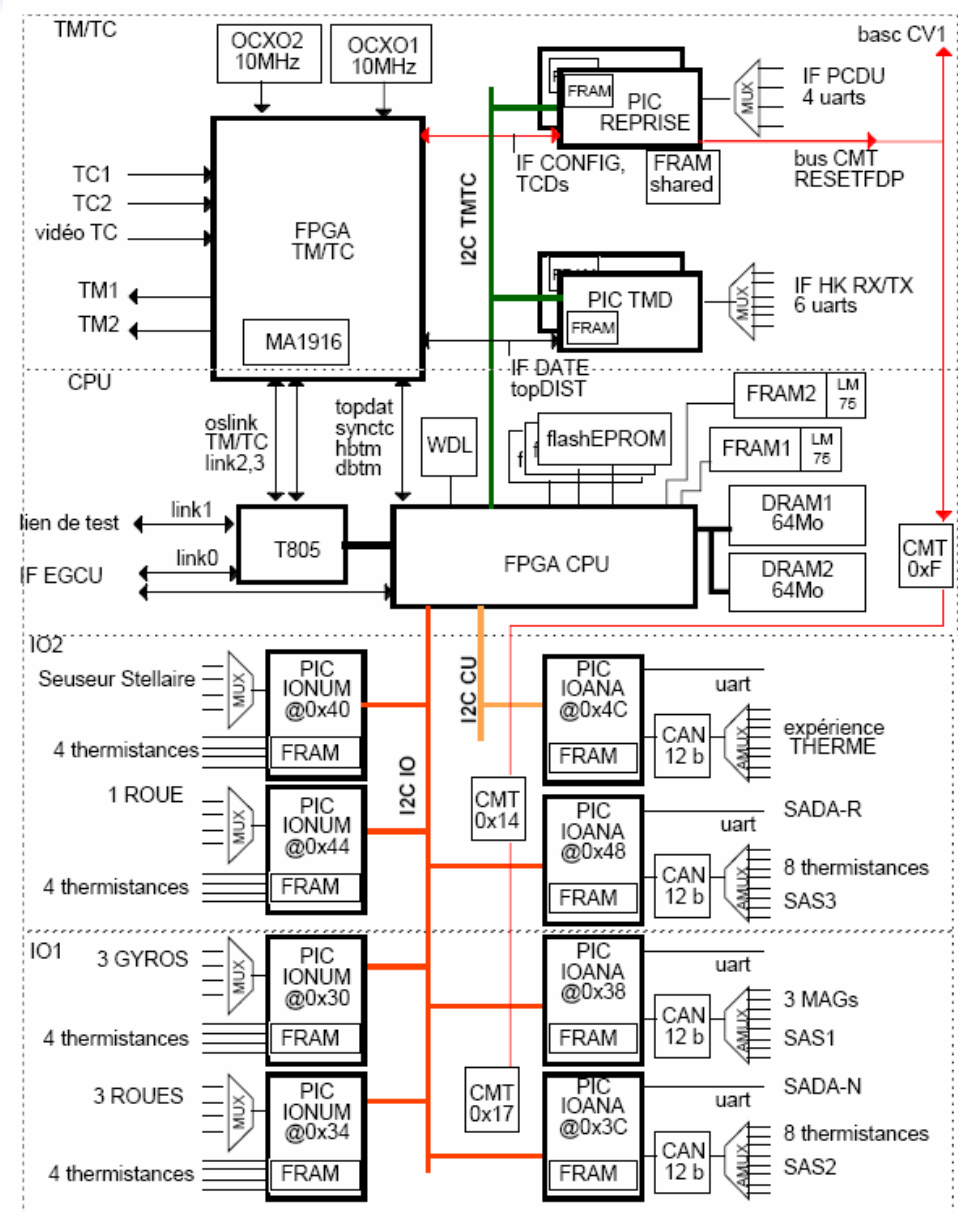 TM/TC
OCXO2
10MHz
OCXO1
10MHz
basc CV1
FRAM
PIC
REPRISE
MUX
IF PCDU
4 uarts
FRAM
shared
IF CONFIG,
TCDs
bus CMT
RESETFDP
TC1
TC2
vidéo TC
TM1
TM2
FPGA
TM/TC
MA1916
I2C TMTC
PIC TMD
FRAM
MUX
IF HK RX/TX
6 uarts
IF DATE
topDIST
CPU
oslink
TM/TC
link2,3
topdat
synctc
hbtm
dbtm
WDL
f
f
flashEPROM
FRAM2
LM
75
FRAM1
LM
75
DRAM1
64Mo
DRAM2
64Mo
lien de test
link1
link0
IF EGCU
T805
FPGA CPU
CMT
0xF
IO2
Seuseur Stellaire
MUX
PIC
IONUM
@0x40
FRAM
4 thermistances
I2C CU
PIC
IOANA
@0x4C
FRAM
uart
CAN
12 b
AMUX
expérience
THERME
1 ROUE
MUX
PIC
IONUM
@0x44
FRAM
4 thermistances
I2C IO
CMT
0x14
PIC
IOANA
@0x48
FRAM
uart
SADA-R
CAN
12 b
AMUX
8 thermistances
SAS3
IO1
3 GYROS
MUX
PIC
IONUM
@0x30
FRAM
4 thermistances
PIC
IOANA
@0x38
FRAM
uart
CAN
12 b
AMUX
3 MAGs
SAS1
3 ROUES
MUX
PIC
IONUM
@0x34
FRAM
4 thermistances
CMT
0x17
PIC
IOANA
@0x3C
FRAM
uart
SADA-N
CAN
12 b
AMUX
8 thermistances
SAS2